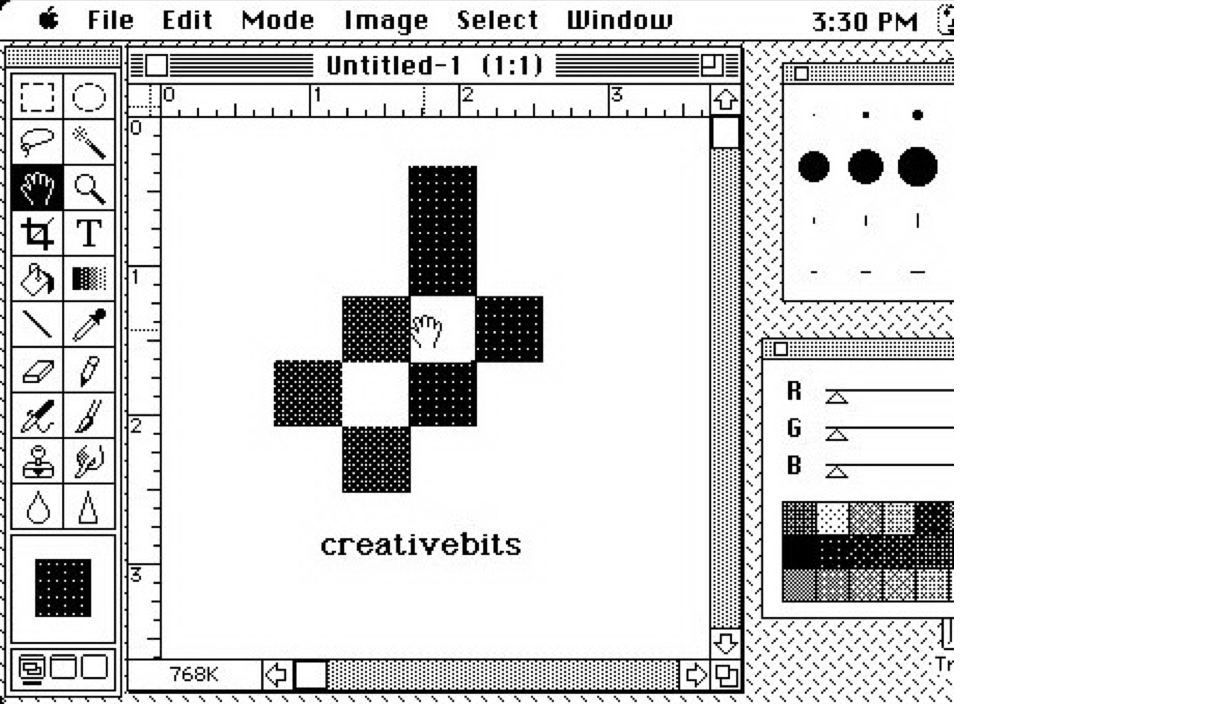 File Edit Mode Image Select Window 3:30 PM
Untitled-1 (1:1)
0 1 2 3
0
1
2
3
T
creativebits
768K
R
G
B
Tr